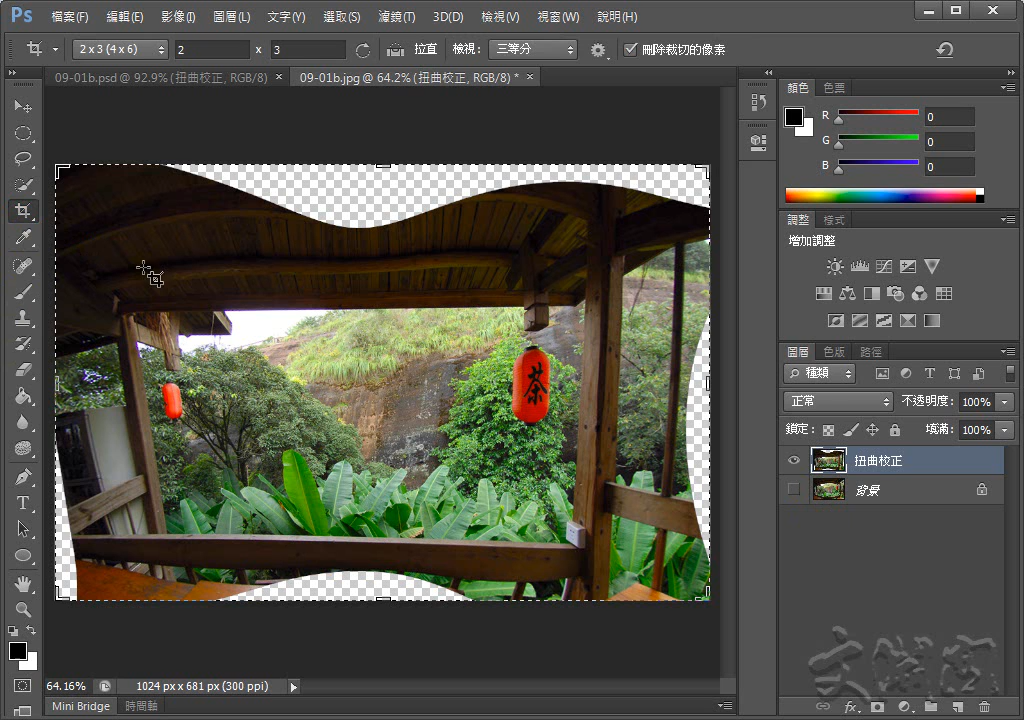 Ps 檔案(F) 編輯(E) 影像(I) 圖層(L) 文字(Y) 選取(S) 濾鏡(T) 3D(D) 檢視(V) 視窗(W) 說明(H)
2 x 3 (4 x 6) 2 x 3 拉直 檢視: 三等分 刪除裁切的像素
09-01b.psd @ 92.9% (扭曲校正, RGB/8) × 09-01b.jpg @ 64.2% (扭曲校正, RGB/8) * ×
顏色 色票
R 0
G 0
B 0
調整 樣式
增加調整
圖層 色版 路徑
種類
正常 不透明度: 100%
鎖定: 填滿: 100%
扭曲校正
背景
茶
T
64.16% 1024 px x 681 px (300 ppi)
Mini Bridge 時間軸
fx